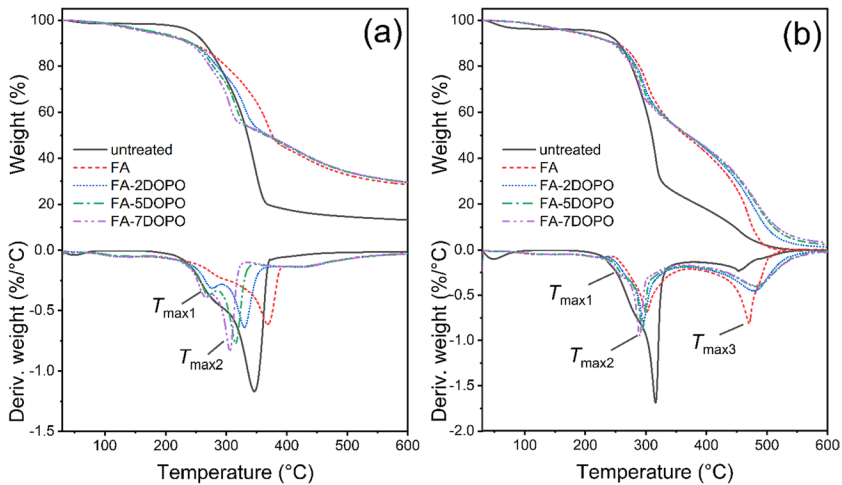 (a)
100
80
60
40
20
0.0
-0.5
-1.0
-1.5
Weight (%)
Deriv. weight (%/°C)
untreated
FA
FA-2DOPO
FA-5DOPO
FA-7DOPO
Tmax1
Tmax2
100 200 300 400 500 600
Temperature (°C)
(b)
100
80
60
40
20
0.0
-0.5
-1.0
-1.5
-2.0
Weight (%)
Deriv. weight (%/°C)
untreated
FA
FA-2DOPO
FA-5DOPO
FA-7DOPO
Tmax1
Tmax2
Tmax3
100 200 300 400 500 600
Temperature (°C)